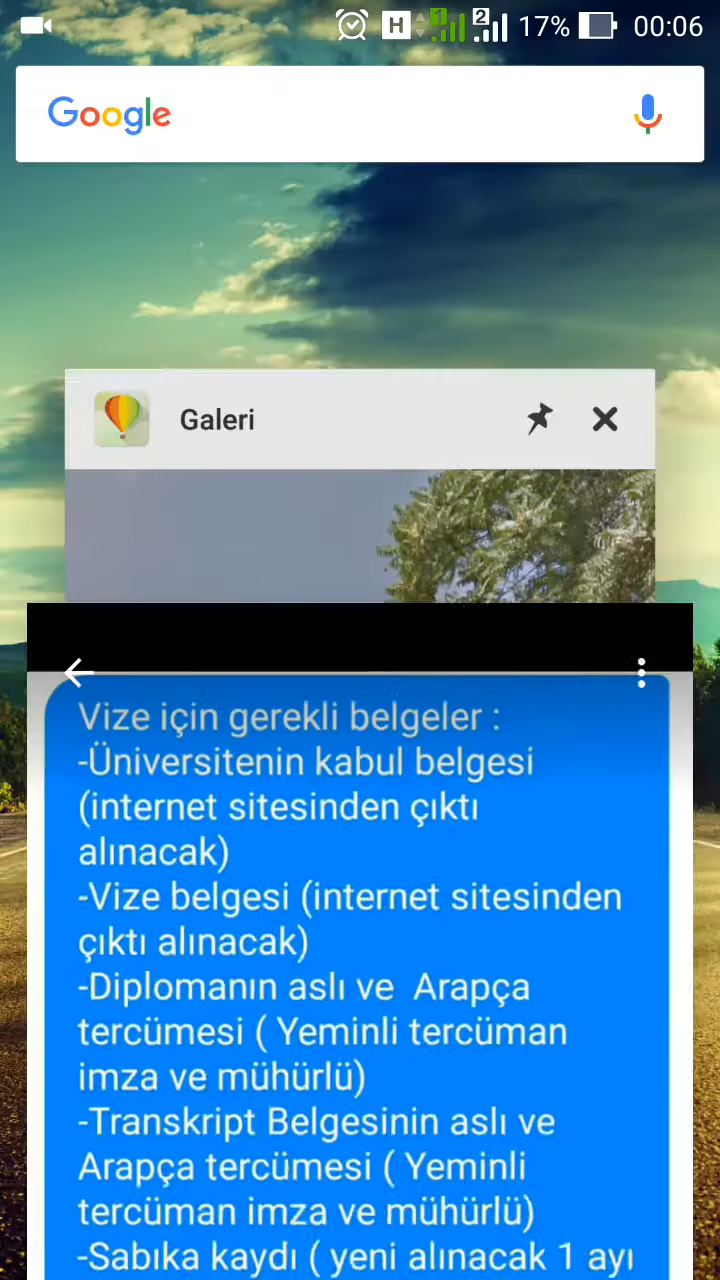 H 1 2 17% 00:06
Google
Galeri
Vize için gerekli belgeler :
-Üniversitenin kabul belgesi
(internet sitesinden çıktı
alınacak)
-Vize belgesi (internet sitesinden
çıktı alınacak)
-Diplomanın aslı ve  Arapça
tercümesi ( Yeminli tercüman
imza ve mühürlü)
-Transkript Belgesinin aslı ve
Arapça tercümesi ( Yeminli
tercüman imza ve mühürlü)
-Sabıka kaydı ( yeni alınacak 1 ayı